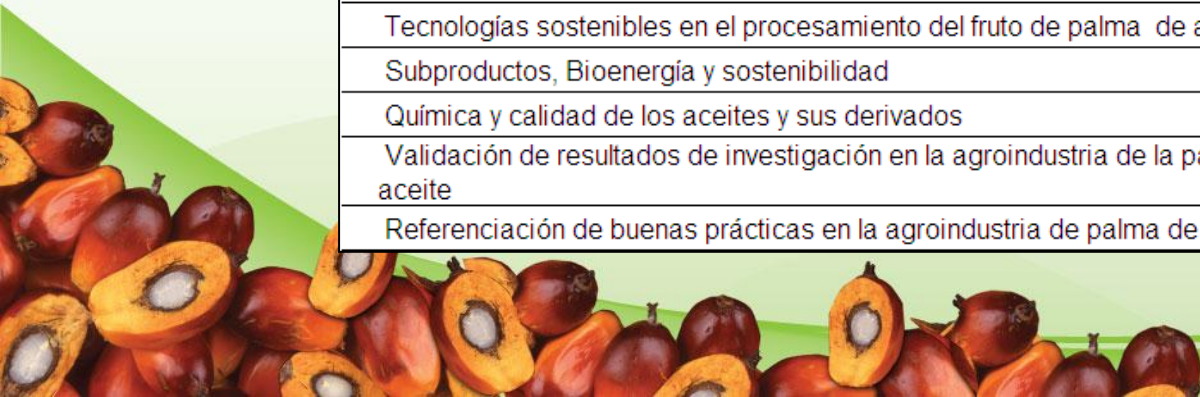 Tecnologías sostenibles en el procesamiento del fruto de palma de
Subproductos, Bioenergía y sostenibilidad
Química y calidad de los aceites y sus derivados
Validación de resultados de investigación en la agroindustria de la
aceite
Referenciación de buenas prácticas en la agroindustria de palma de